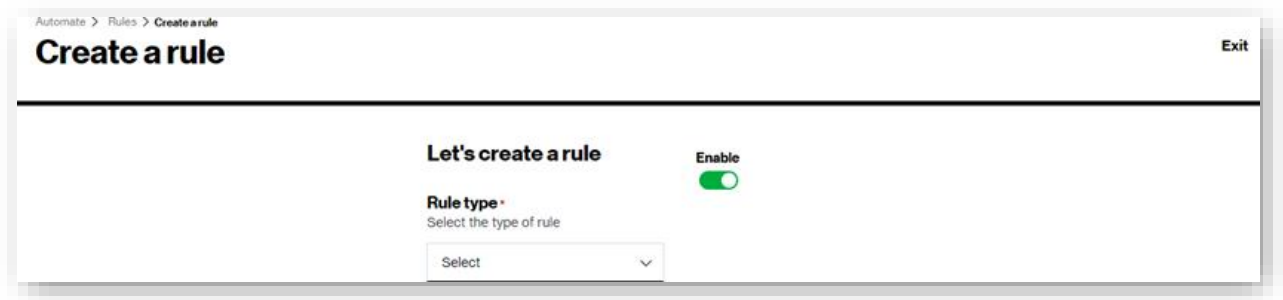 Automate > Rules > Create a rule
Create a rule
Exit
Let's create a rule
Enable
Rule type *
Select the type of rule
Select